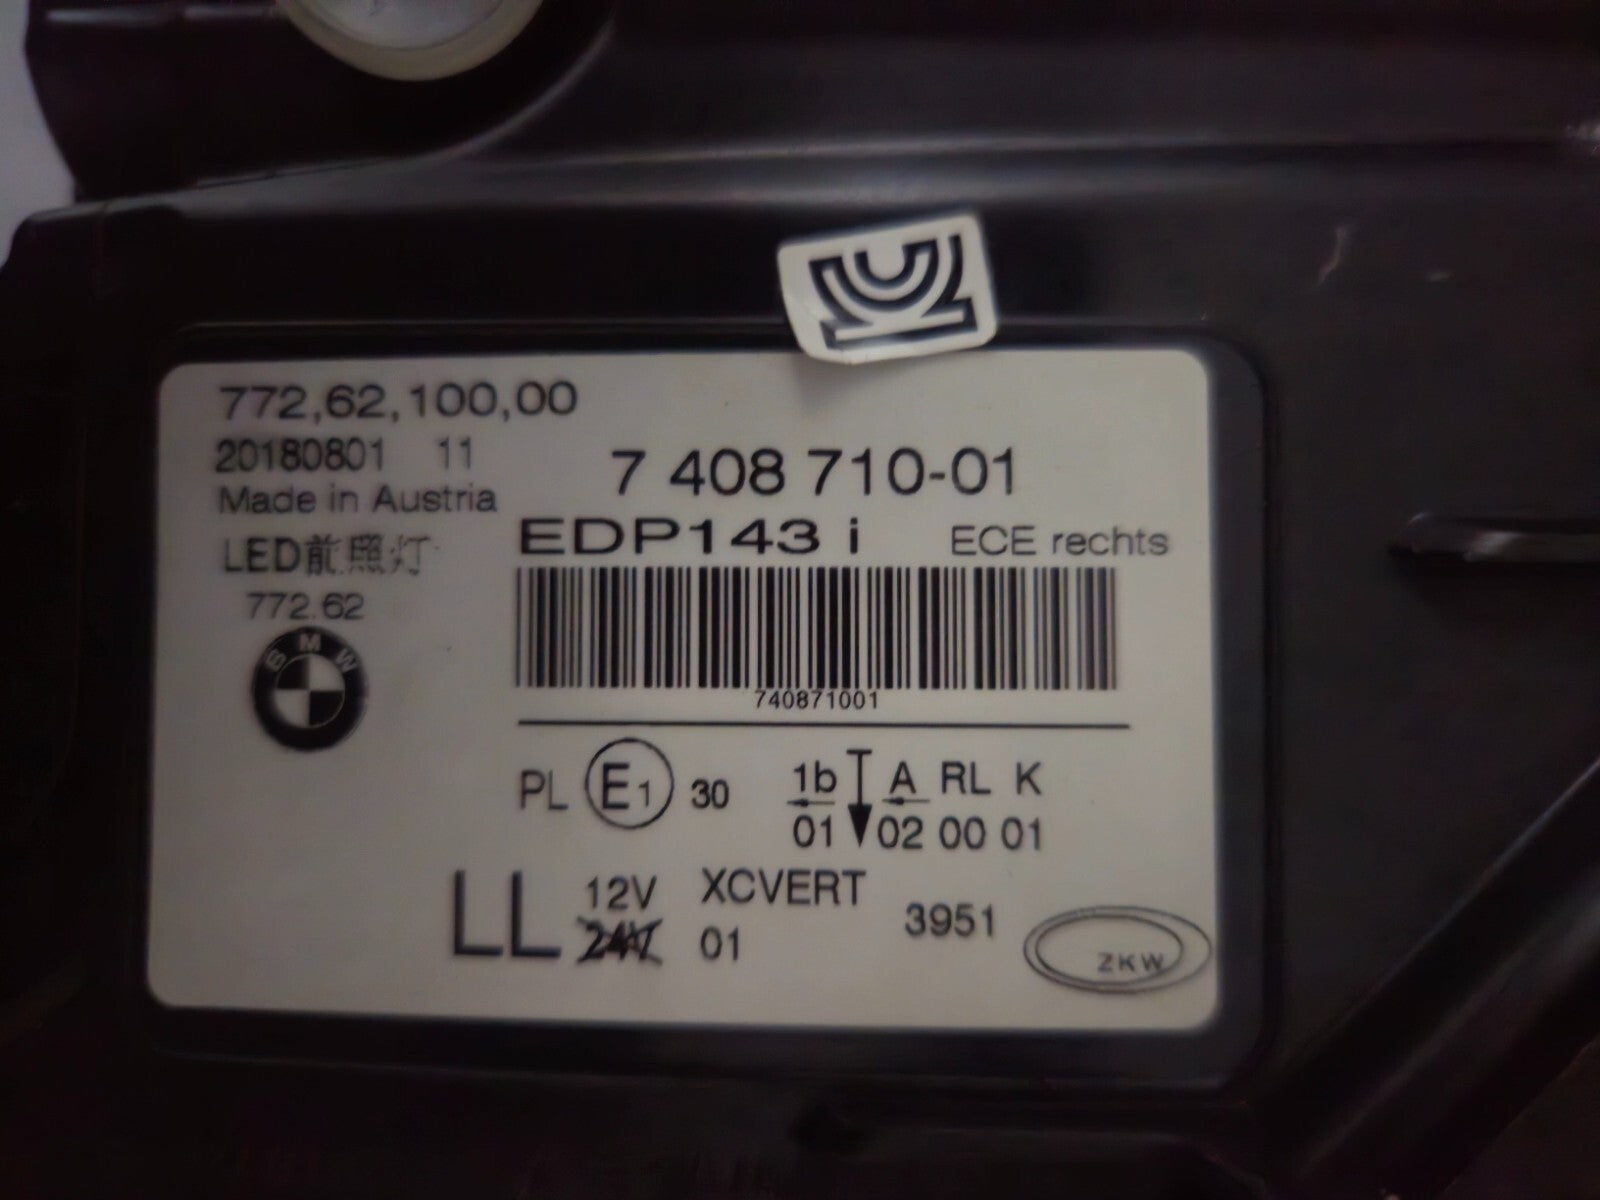 772,62,100,00
20180801 11
7 408 710-01
Made in Austria
EDP143 i ECE rechts
LED前照灯
772.62
BMW
740871001
PL E1 30 1b A RL K
01 02 00 01
LL 12V XCVERT
24V 01 3951
ZKW